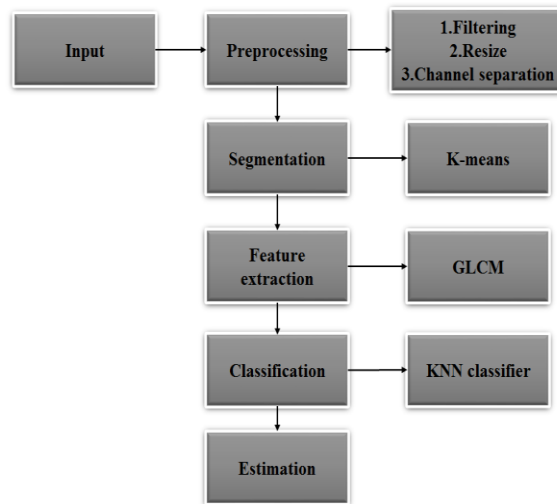 Input
Preprocessing
1.Filtering
2.Resize
3.Channel separation
Segmentation
K-means
Feature
extraction
GLCM
Classification
KNN classifier
Estimation